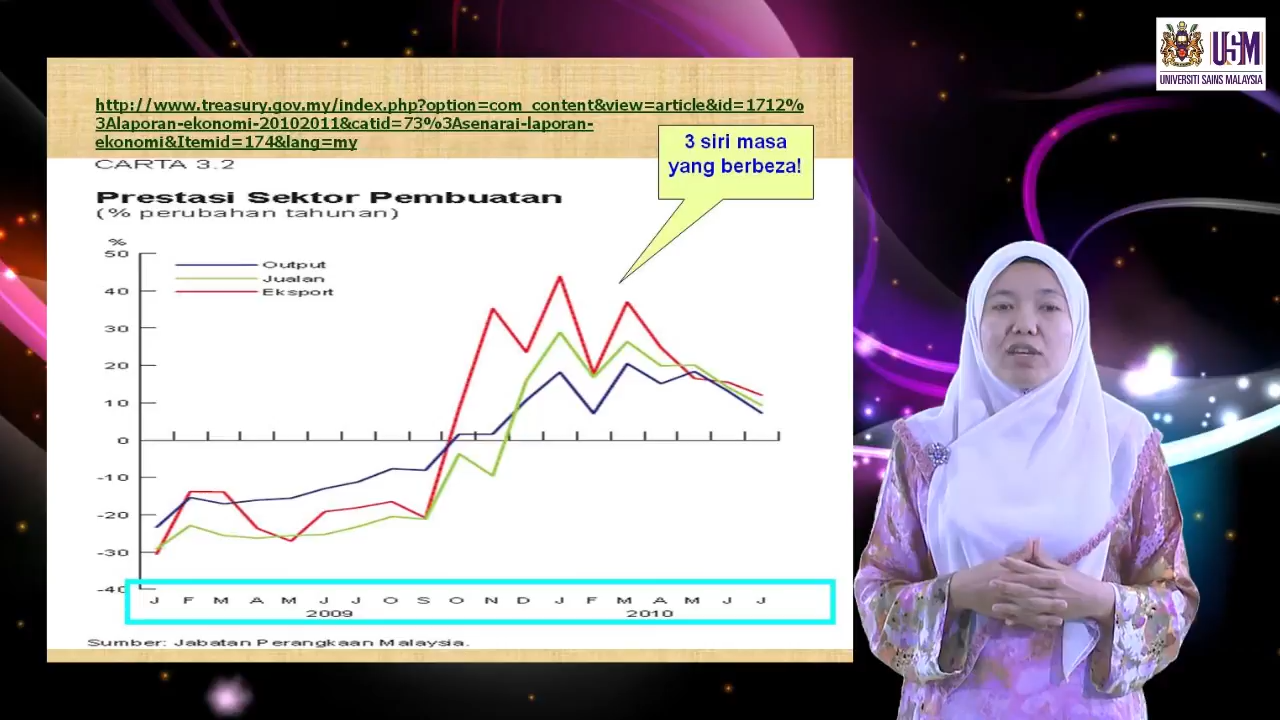 USM
UNIVERSITI SAINS MALAYSIA
http://www.treasury.gov.my/index.php?option=com_content&view=article&id=1712%
3Alaporan-ekonomi-20102011&catid=73%3Asenarai-laporan-
ekonomi&Itemid=174&lang=my
3 siri masa
yang berbeza!
CARTA 3.2
Prestasi Sektor Pembuatan
(% perubahan tahunan)
%
50
Output
Jualan
40
Eksport
30
20
10
0
-10
-20
-30
-40
J F M A M J J O S O N D J F M A M J J
2009 2010
Sumber: Jabatan Perangkaan Malaysia.